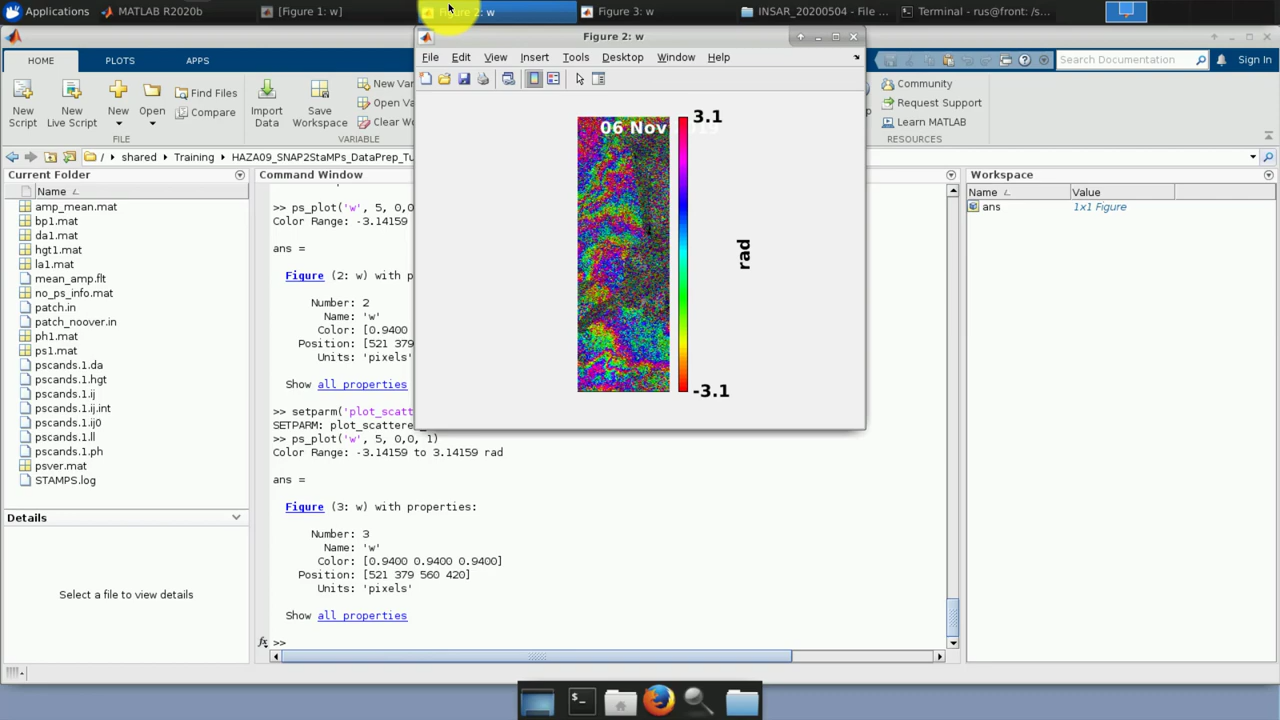 Applications
MATLAB R2020b
[Figure 1: w]
Figure 2: w
Figure 3: w
INSAR_20200504 - File ...
Terminal - rus@front: /s...
Figure 2: w
HOME
PLOTS
APPS
File
Edit
View
Insert
Tools
Desktop
Window
Help
Search Documentation
Sign In
New
Script
New
Live Script
New
Open
Find Files
Compare
Import
Data
Save
Workspace
New Var
Open Va
Clear Wo
Community
Request Support
Learn MATLAB
FILE
VARIABLE
RESOURCES
/ shared Training HAZA09_SNAP2StaMPs_DataPrep_Tu
Current Folder
Name
amp_mean.mat
bp1.mat
da1.mat
hgt1.mat
la1.mat
mean_amp.flt
no_ps_info.mat
patch.in
patch_noover.in
ph1.mat
ps1.mat
pscands.1.da
pscands.1.hgt
pscands.1.ij
pscands.1.ij.int
pscands.1.ij0
pscands.1.ll
pscands.1.ph
psver.mat
STAMPS.log
Details
Select a file to view details
Command Window
>> ps_plot('w', 5, 0,0
Color Range: -3.14159
ans =
Figure (2: w) with p
Number: 2
Name: 'w'
Color: [0.9400
Position: [521 379
Units: 'pixels'
Show all properties
>> setparm('plot_scatt
SETPARM: plot_scattere
>> ps_plot('w', 5, 0,0, 1)
Color Range: -3.14159 to 3.14159 rad
ans =
Figure (3: w) with properties:
Number: 3
Name: 'w'
Color: [0.9400 0.9400 0.9400]
Position: [521 379 560 420]
Units: 'pixels'
Show all properties
fx >>
06 Nov 2019
3.1
rad
-3.1
Workspace
Name
Value
ans
1x1 Figure